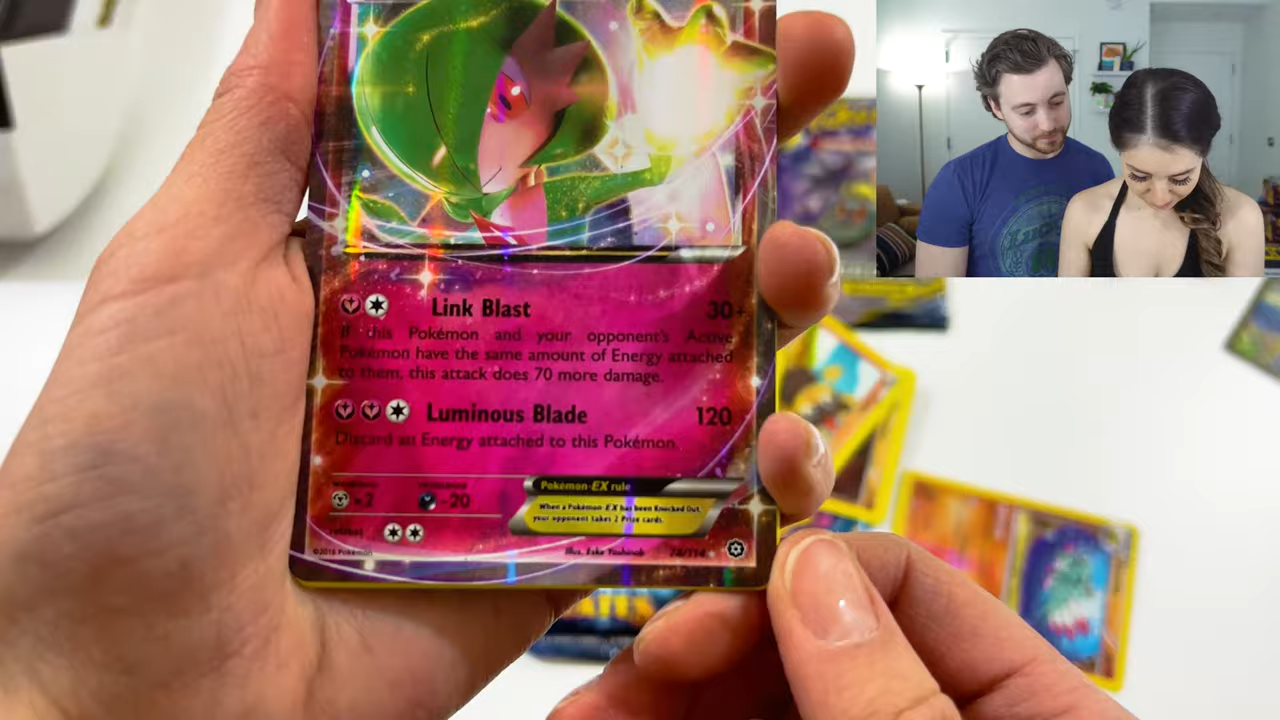 Link Blast 30+
If this Pokémon and your opponent's Active
Pokémon have the same amount of Energy attached
to them, this attack does 70 more damage.
Luminous Blade 120
Discard an Energy attached to this Pokémon.
weakness resistance
×2 -20
Pokémon-EX rule
When a Pokémon-EX has been Knocked Out,
your opponent takes 2 Prize cards.
retreat
©2016 Pokémon Illus. Eske Yoshinob /114